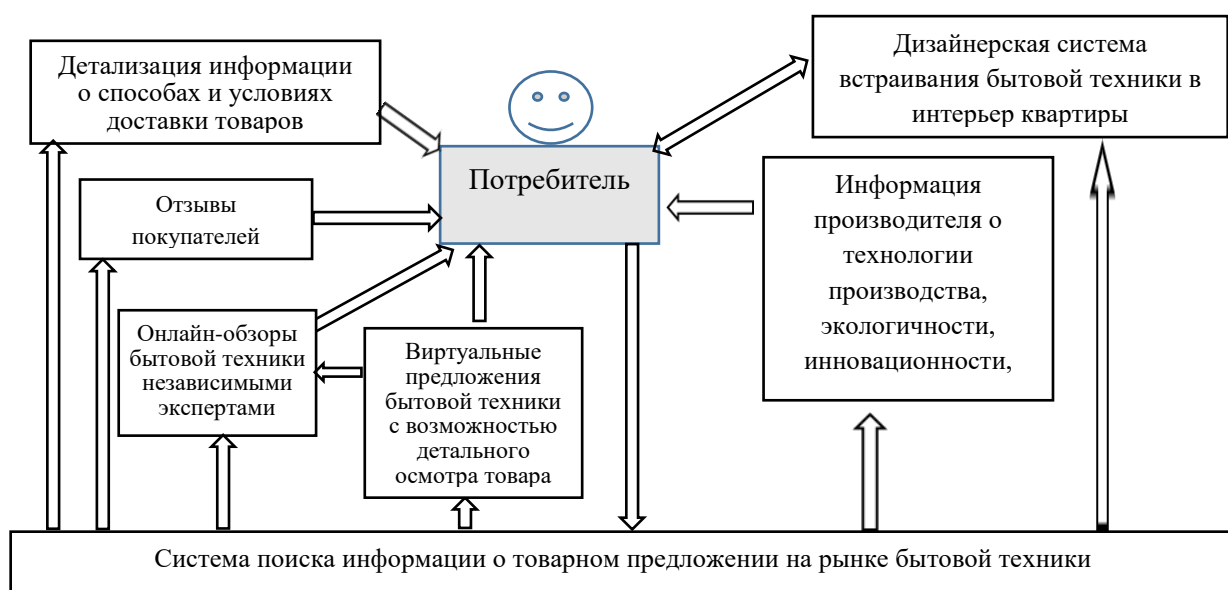 Детализация информации
о способах и условиях
доставки товаров
Дизайнерская система
встраивания бытовой техники в
интерьер квартиры
Потребитель
Отзывы
покупателей
Информация
производителя о
технологии
производства,
экологичности,
инновационности,
Онлайн-обзоры
бытовой техники
независимыми
экспертами
Виртуальные
предложения
бытовой техники
с возможностью
детального
осмотра товара
Система поиска информации о товарном предложении на рынке бытовой техники